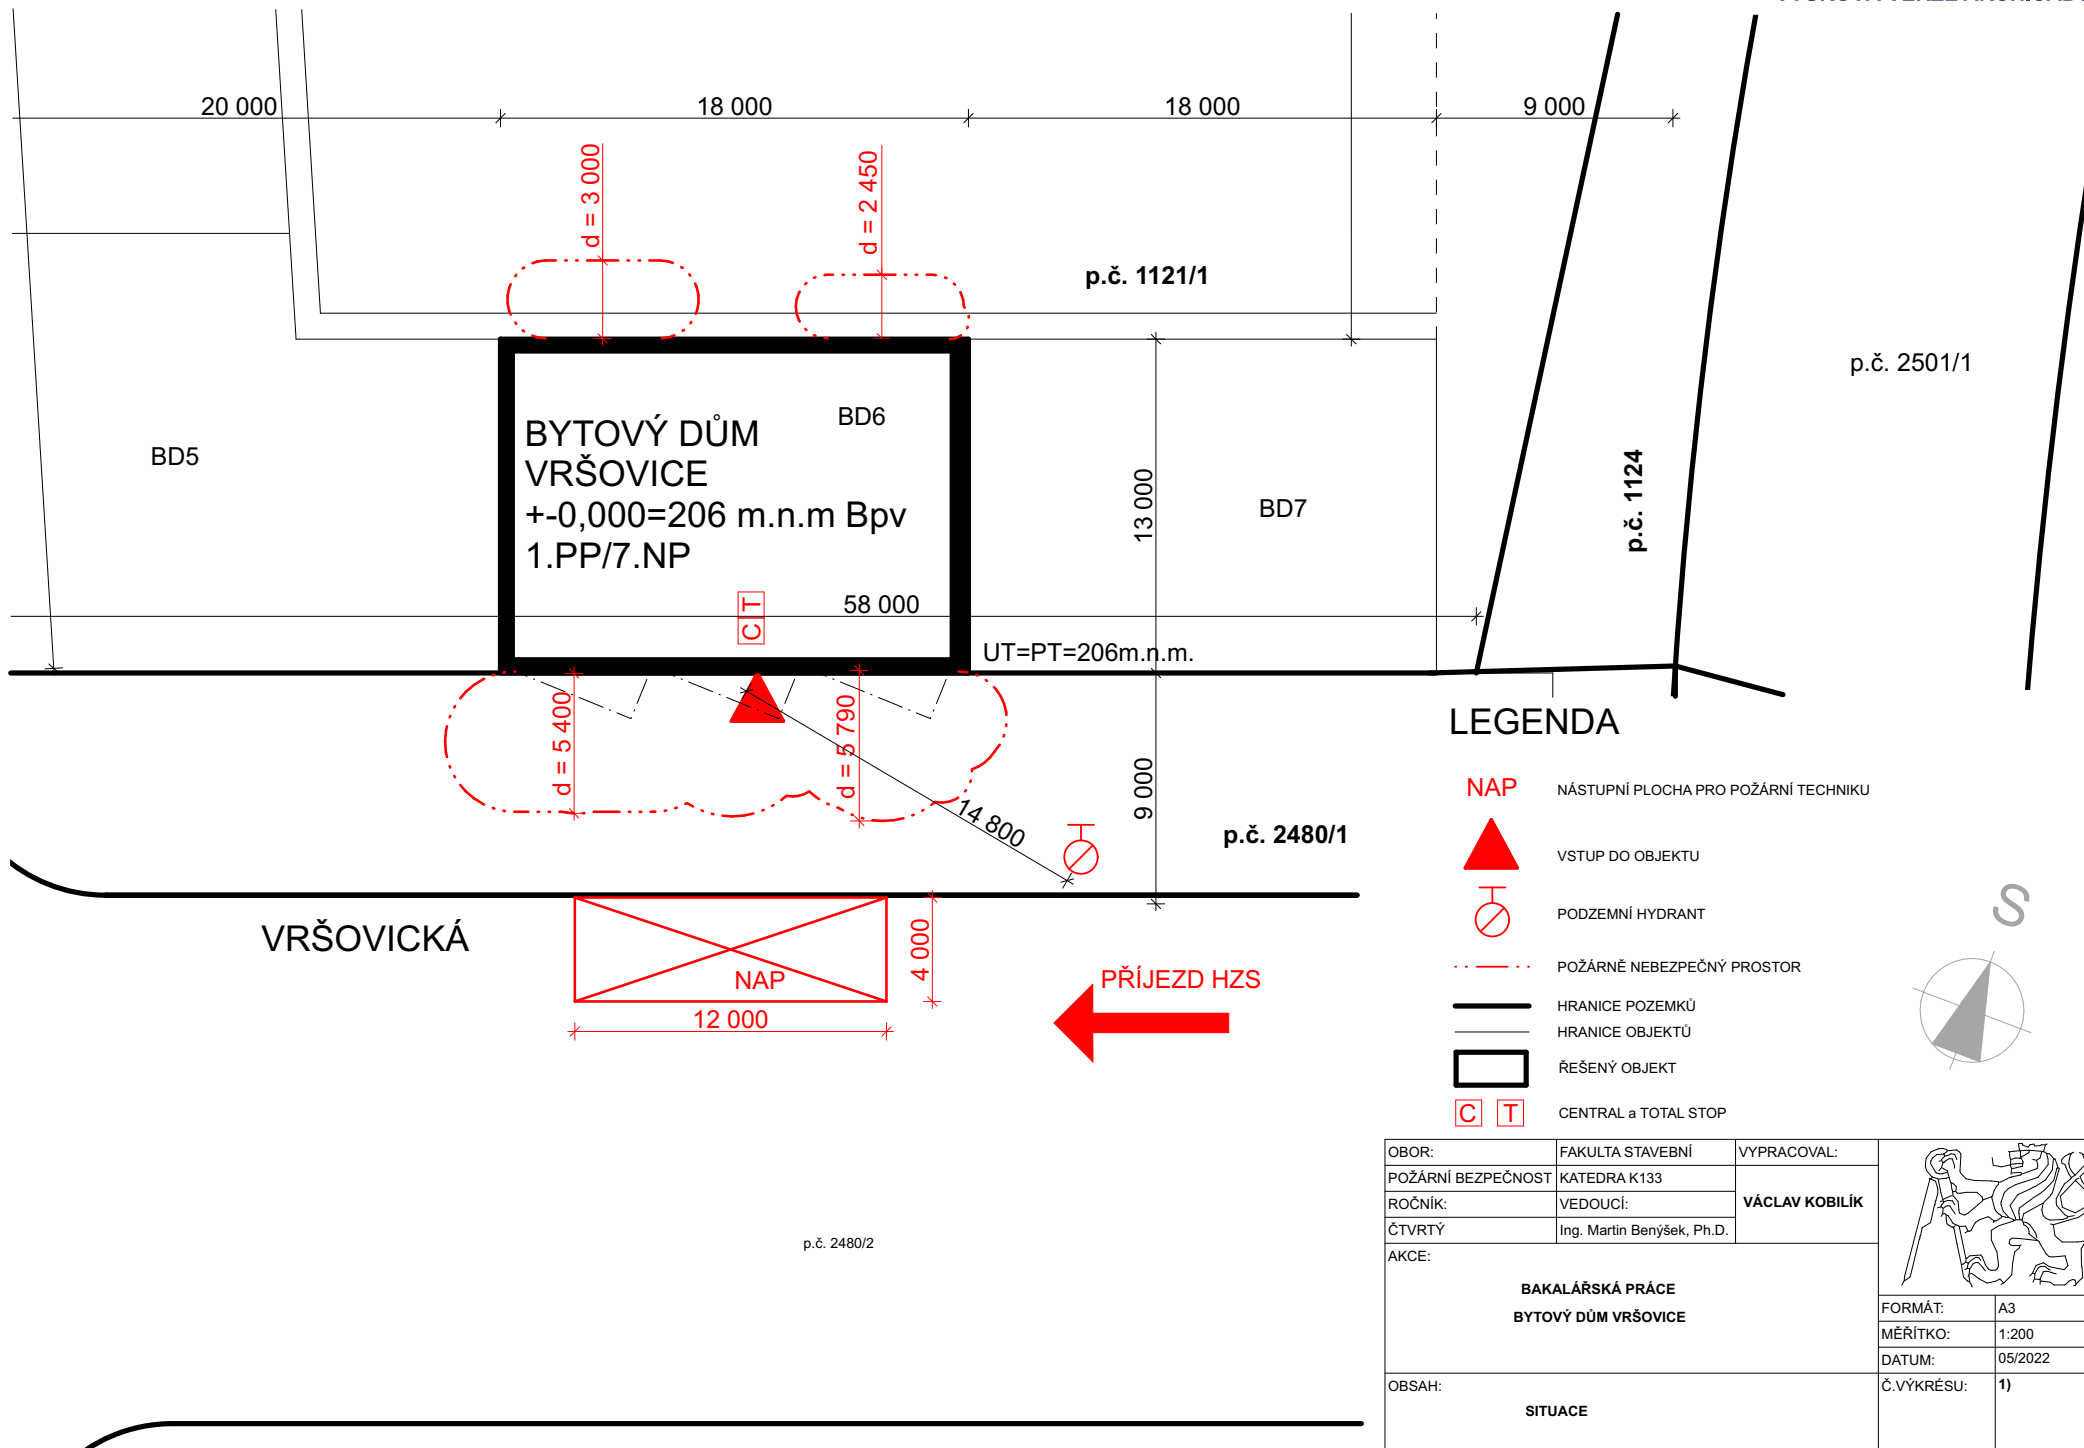 20 000
18 000
18 000
9 000
d = 3 000
d = 2 450
p.č. 1121/1
p.č. 2501/1
BD5
BYTOVÝ DŮM
VRŠOVICE
+-0,000=206 m.n.m Bpv
1.PP/7.NP
BD6
13 000
BD7
p.č. 1124
C T
58 000
UT=PT=206m.n.m.
d = 5 400
d = 5 790
14 800
9 000
p.č. 2480/1
VRŠOVICKÁ
NAP
4 000
12 000
PŘÍJEZD HZS
p.č. 2480/2
LEGENDA
NAP NÁSTUPNÍ PLOCHA PRO POŽÁRNÍ TECHNIKU
VSTUP DO OBJEKTU
PODZEMNÍ HYDRANT
POŽÁRNĚ NEBEZPEČNÝ PROSTOR
HRANICE POZEMKŮ
HRANICE OBJEKTŮ
ŘEŠENÝ OBJEKT
C T CENTRAL a TOTAL STOP
S
OBOR: FAKULTA STAVEBNÍ VYPRACOVAL:
POŽÁRNÍ BEZPEČNOST KATEDRA K133
ROČNÍK: VEDOUCÍ: VÁCLAV KOBILÍK
ČTVRTÝ Ing. Martin Benýšek, Ph.D.
AKCE:
BAKALÁŘSKÁ PRÁCE
BYTOVÝ DŮM VRŠOVICE
FORMÁT: A3
MĚŘÍTKO: 1:200
DATUM: 05/2022
OBSAH:
SITUACE
Č.VÝKRÉSU: 1)